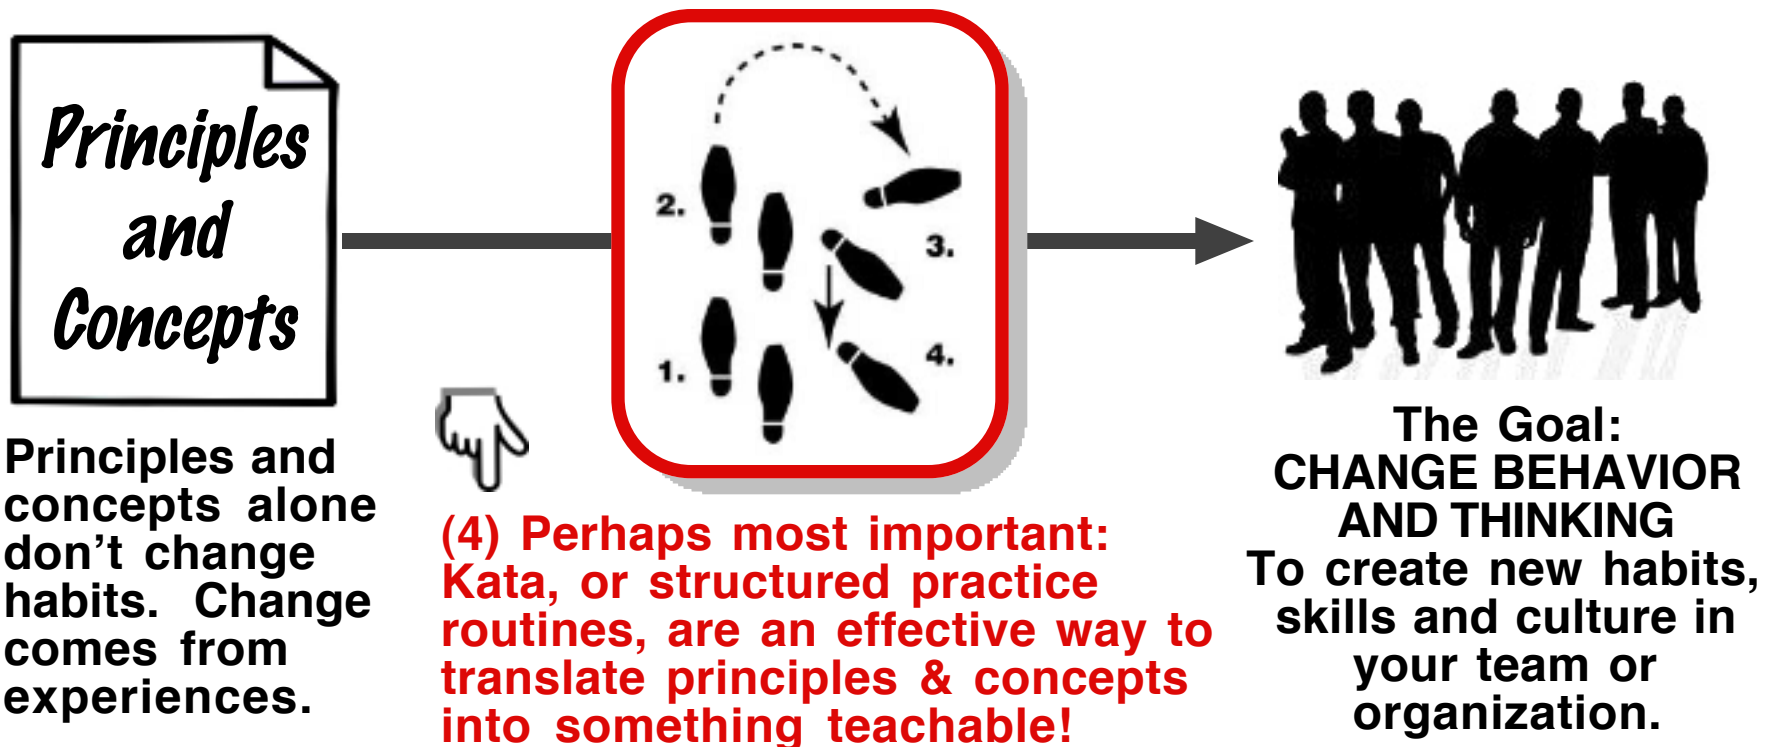 Principles
and
Concepts
2.
3.
1.
4.
Principles and
concepts alone
don’t change
habits. Change
comes from
experiences.
(4) Perhaps most important:
Kata, or structured practice
routines, are an effective way to
translate principles & concepts
into something teachable!
The Goal:
CHANGE BEHAVIOR
AND THINKING
To create new habits,
skills and culture in
your team or
organization.